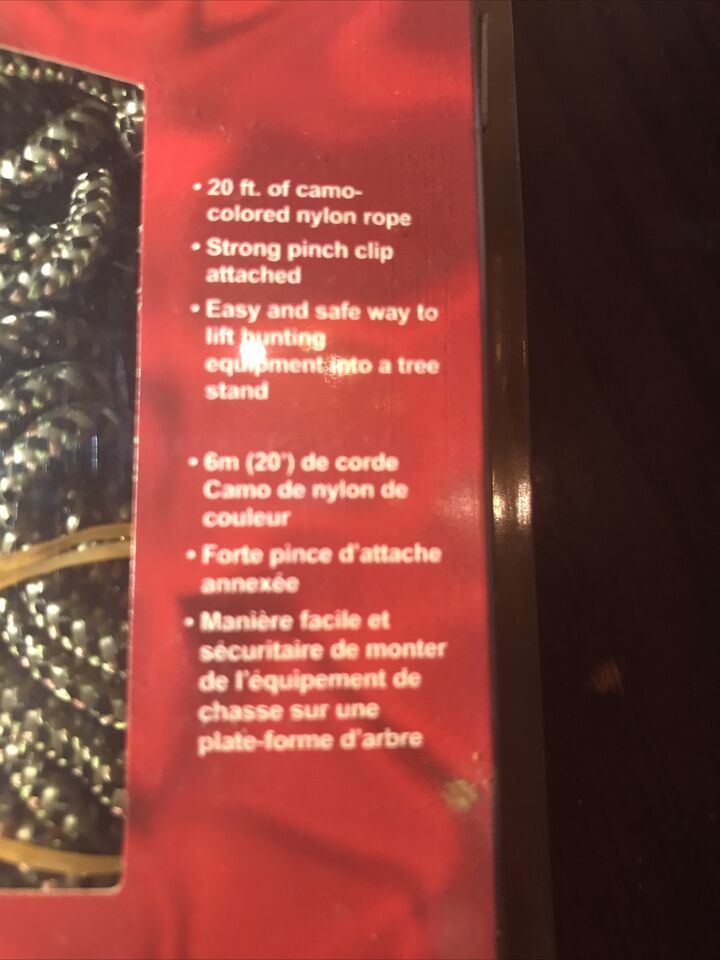 • 20 ft. of camo-
colored nylon rope
• Strong pinch clip
attached
• Easy and safe way to
lift hunting
equipment into a tree
stand
• 6m (20') de corde
Camo de nylon de
couleur
• Forte pince d'attache
annexée
• Manière facile et
sécuritaire de monter
de l'équipement de
chasse sur une
plate-forme d'arbre